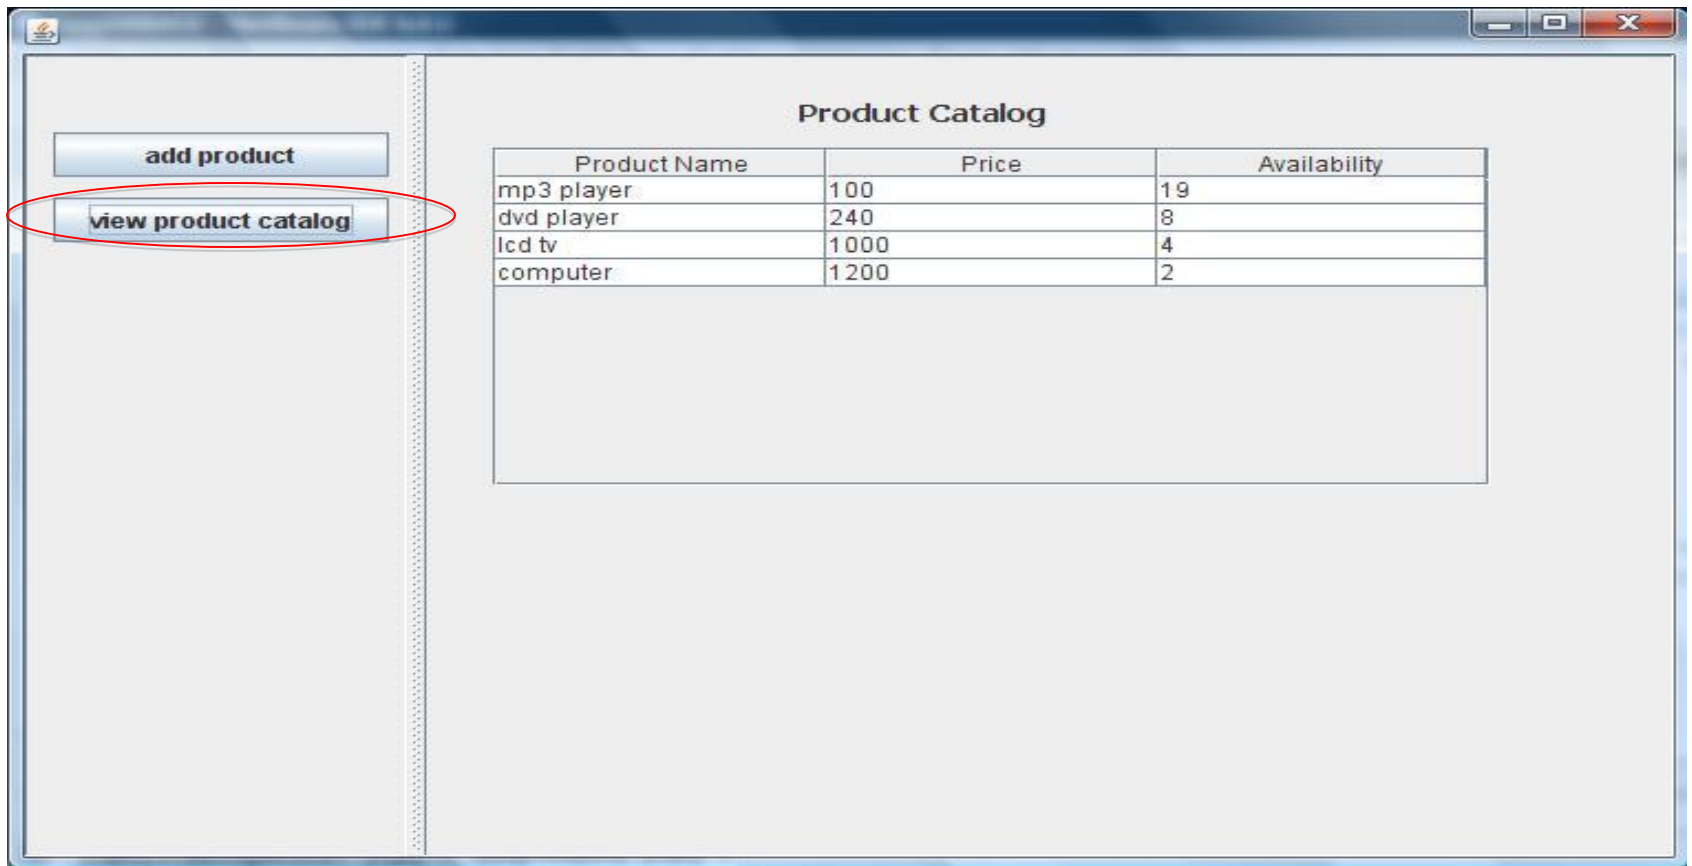 add product
view product catalog
Product Catalog
Product Name Price Availability
mp3 player 100 19
dvd player 240 8
lcd tv 1000 4
computer 1200 2